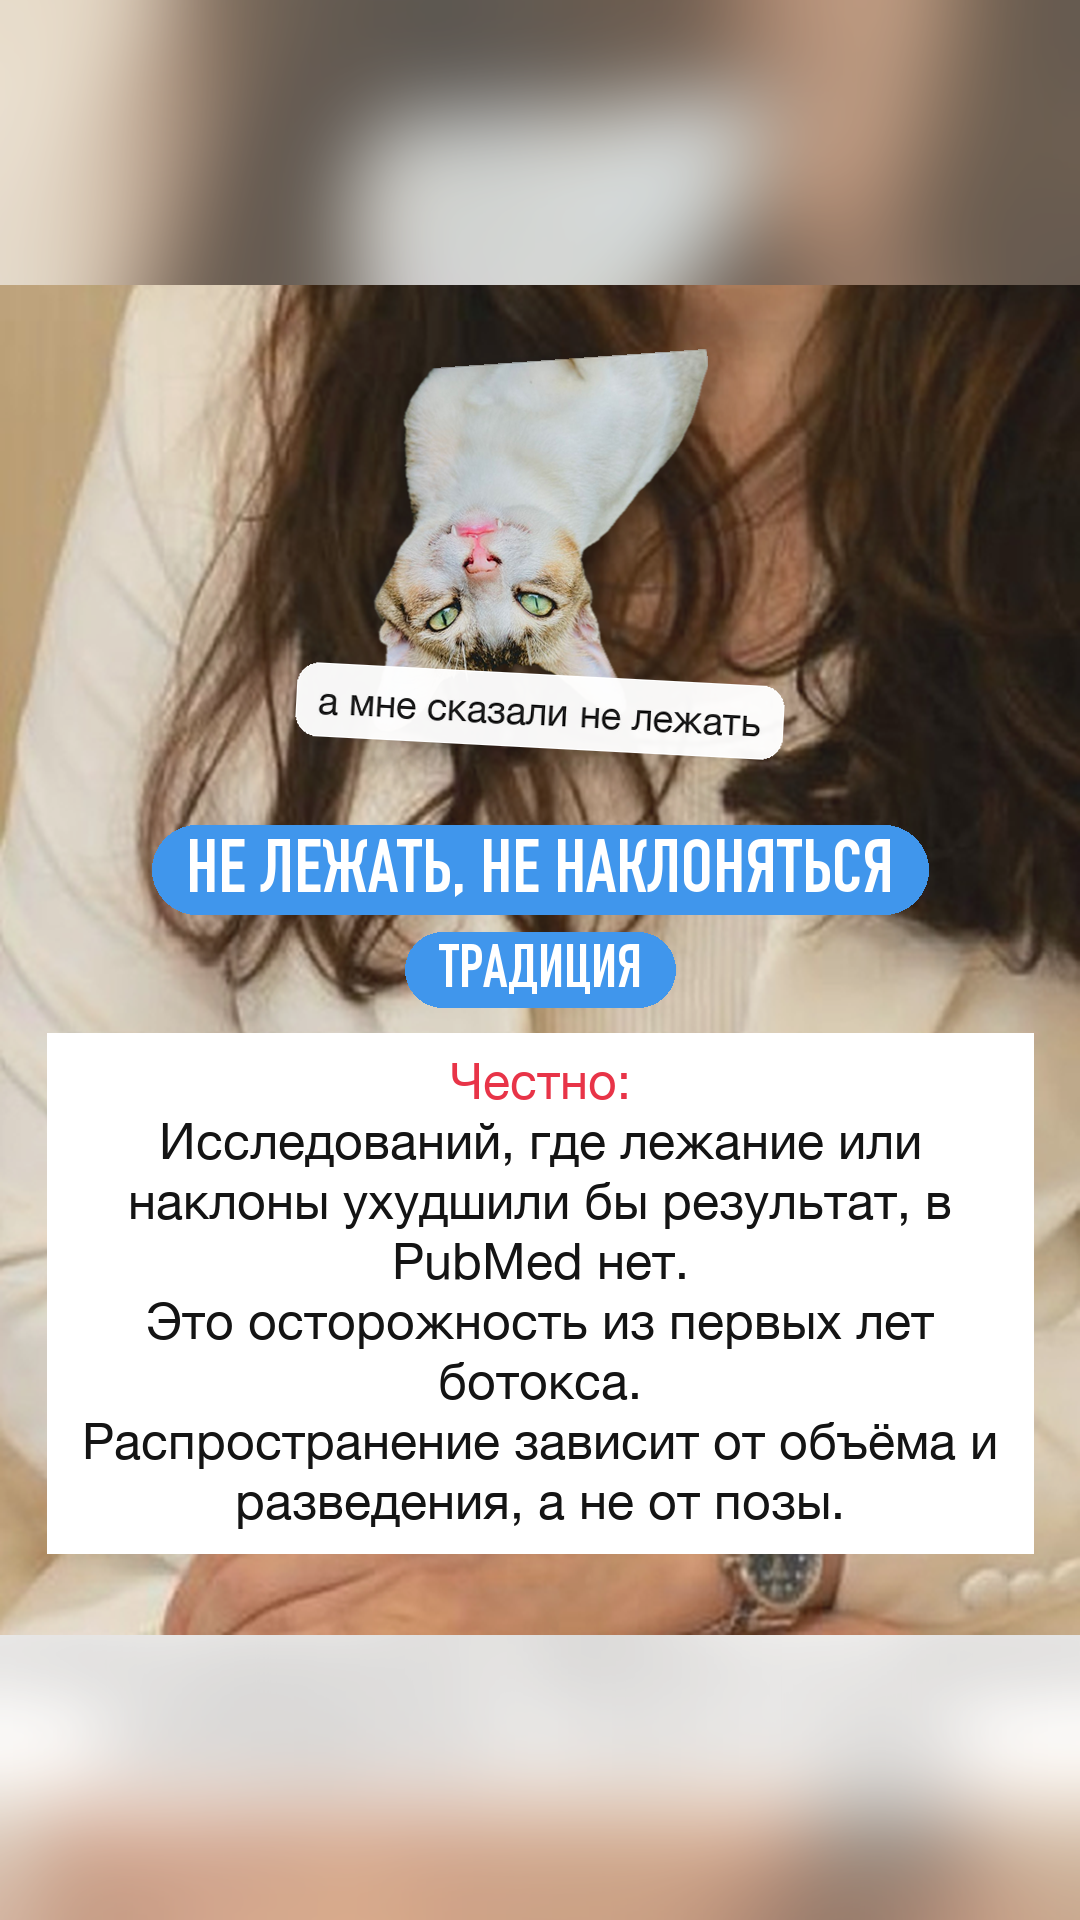 а мне сказали не лежать
НЕ ЛЕЖАТЬ, НЕ НАКЛОНЯТЬСЯ
ТРАДИЦИЯ
Честно:
Исследований, где лежание или
наклоны ухудшили бы результат, в
PubMed нет.
Это осторожность из первых лет
ботокса.
Распространение зависит от объёма и
разведения, а не от позы.